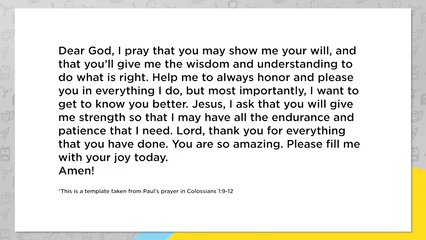 Dear God, I pray that you may show me your will, and
that you’ll give me the wisdom and understanding to
do what is right. Help me to always honor and please
you in everything I do, but most importantly, I want to
get to know you better. Jesus, I ask that you will give
me strength so that I may have all the endurance and
patience that I need. Lord, thank you for everything
that you have done. You are so amazing. Please fill me
with your joy today.
Amen!
*This is a template taken from Paul's prayer in Colossians 1:9-12